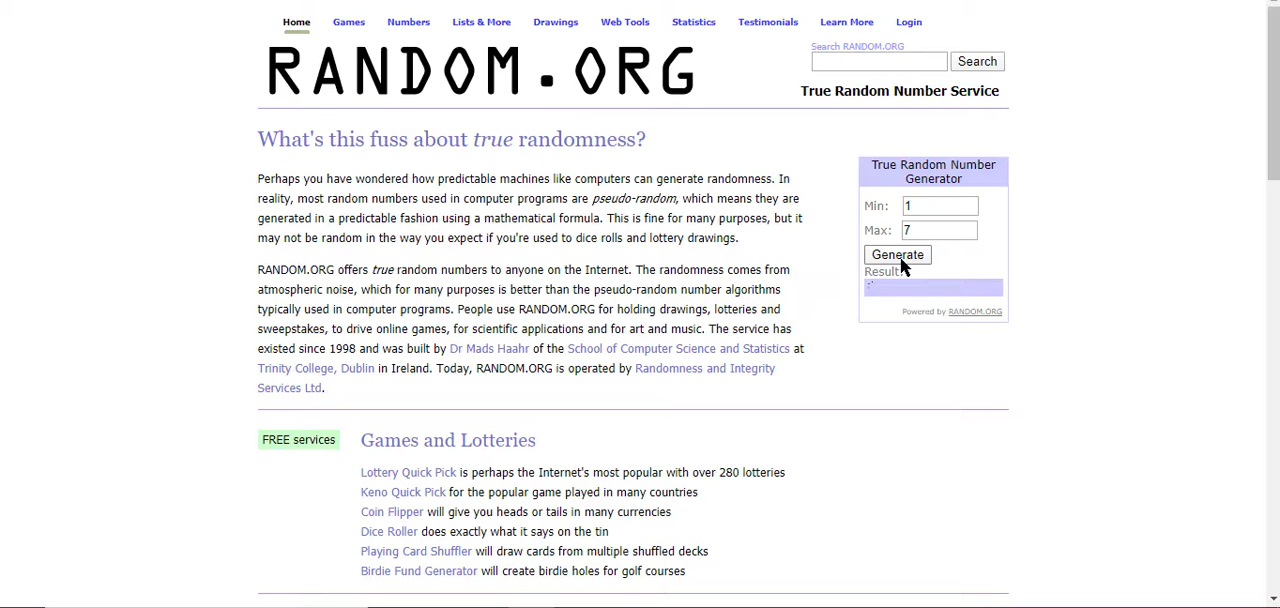 Home Games Numbers Lists & More Drawings Web Tools Statistics Testimonials Learn More Login
RANDOM.ORG
Search RANDOM.ORG
Search
True Random Number Service
What's this fuss about true randomness?
Perhaps you have wondered how predictable machines like computers can generate randomness. In
reality, most random numbers used in computer programs are pseudo-random, which means they are
generated in a predictable fashion using a mathematical formula. This is fine for many purposes, but it
may not be random in the way you expect if you're used to dice rolls and lottery drawings.
RANDOM.ORG offers true random numbers to anyone on the Internet. The randomness comes from
atmospheric noise, which for many purposes is better than the pseudo-random number algorithms
typically used in computer programs. People use RANDOM.ORG for holding drawings, lotteries and
sweepstakes, to drive online games, for scientific applications and for art and music. The service has
existed since 1998 and was built by Dr Mads Haahr of the School of Computer Science and Statistics at
Trinity College, Dublin in Ireland. Today, RANDOM.ORG is operated by Randomness and Integrity
Services Ltd.
True Random Number
Generator
Min: 1
Max: 7
Generate
Result:
Powered by RANDOM.ORG
FREE services
Games and Lotteries
Lottery Quick Pick is perhaps the Internet's most popular with over 280 lotteries
Keno Quick Pick for the popular game played in many countries
Coin Flipper will give you heads or tails in many currencies
Dice Roller does exactly what it says on the tin
Playing Card Shuffler will draw cards from multiple shuffled decks
Birdie Fund Generator will create birdie holes for golf courses